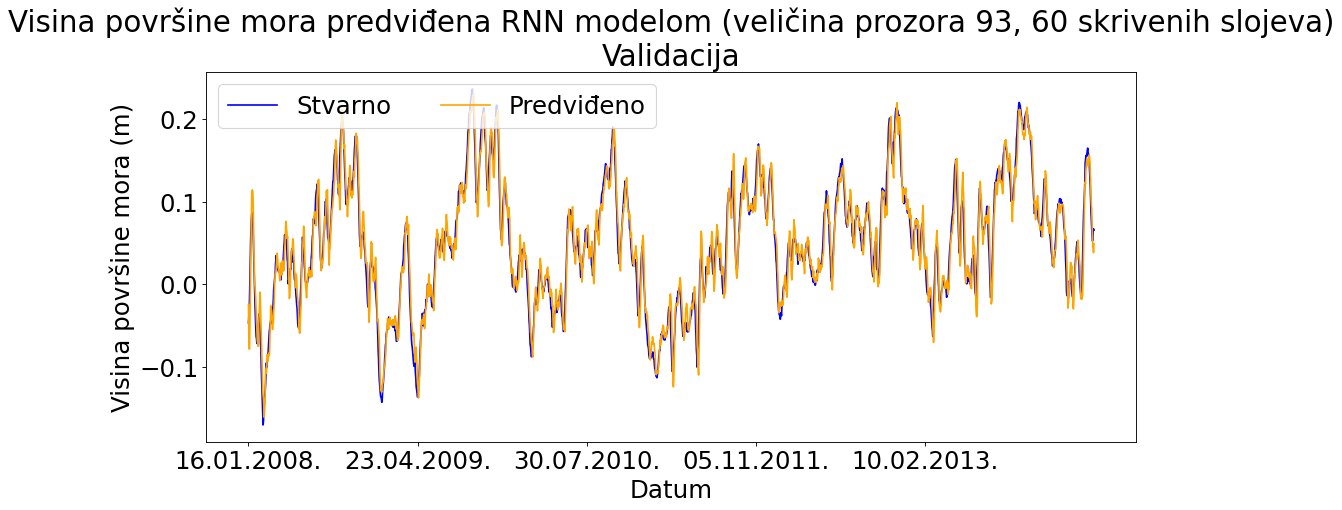 Visina površine mora predviđena RNN modelom (veličina prozora 93, 60 skrivenih slojeva)
Validacija
Stvarno
Predviđeno
Visina površine mora (m)
0.2
0.1
0.0
−0.1
16.01.2008.
23.04.2009.
30.07.2010.
05.11.2011.
10.02.2013.
Datum